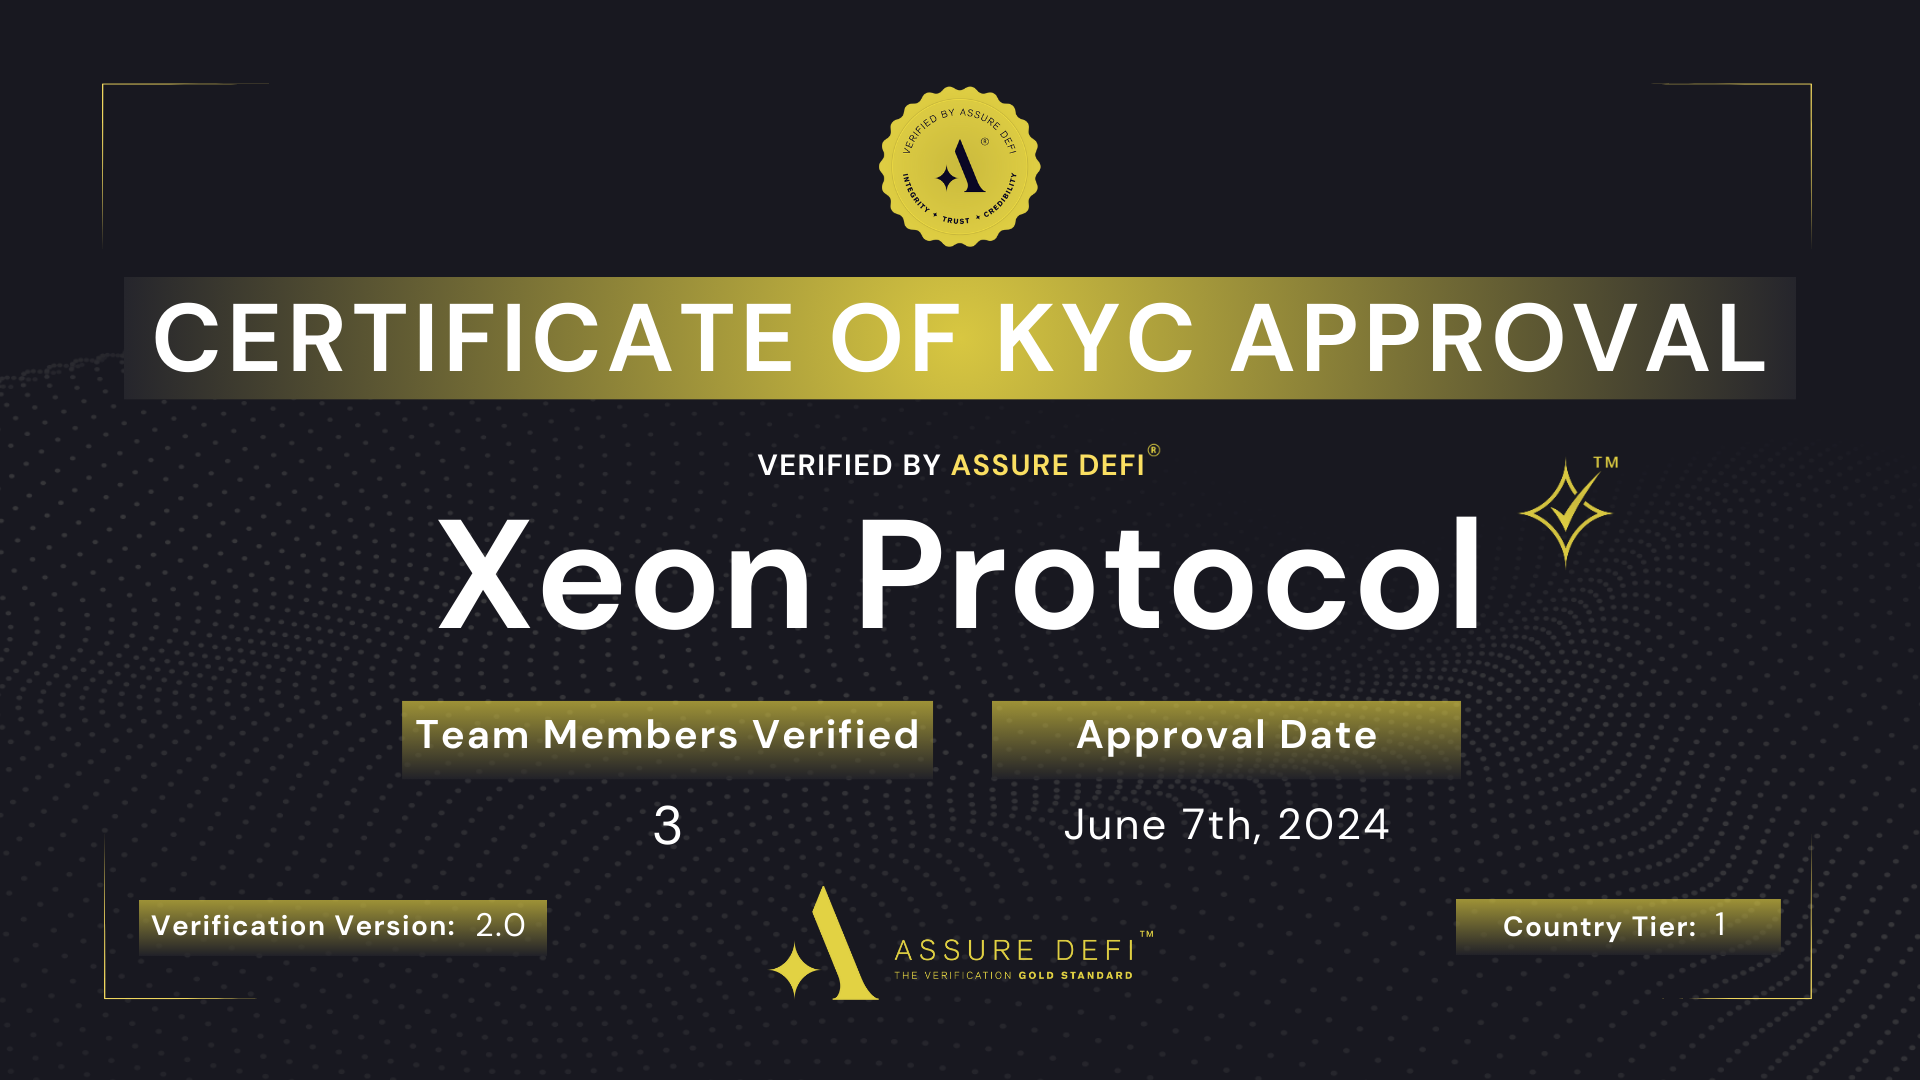 VERIFIED BY ASSURE DEFI
A®
INTEGRITY ✦ TRUST ✦ CREDIBILITY
CERTIFICATE OF KYC APPROVAL
VERIFIED BY ASSURE DEFI®
TM
Xeon Protocol
Team Members Verified
3
Approval Date
June 7th, 2024
Verification Version: 2.0
ASSURE DEFI™
THE VERIFICATION GOLD STANDARD
Country Tier: 1